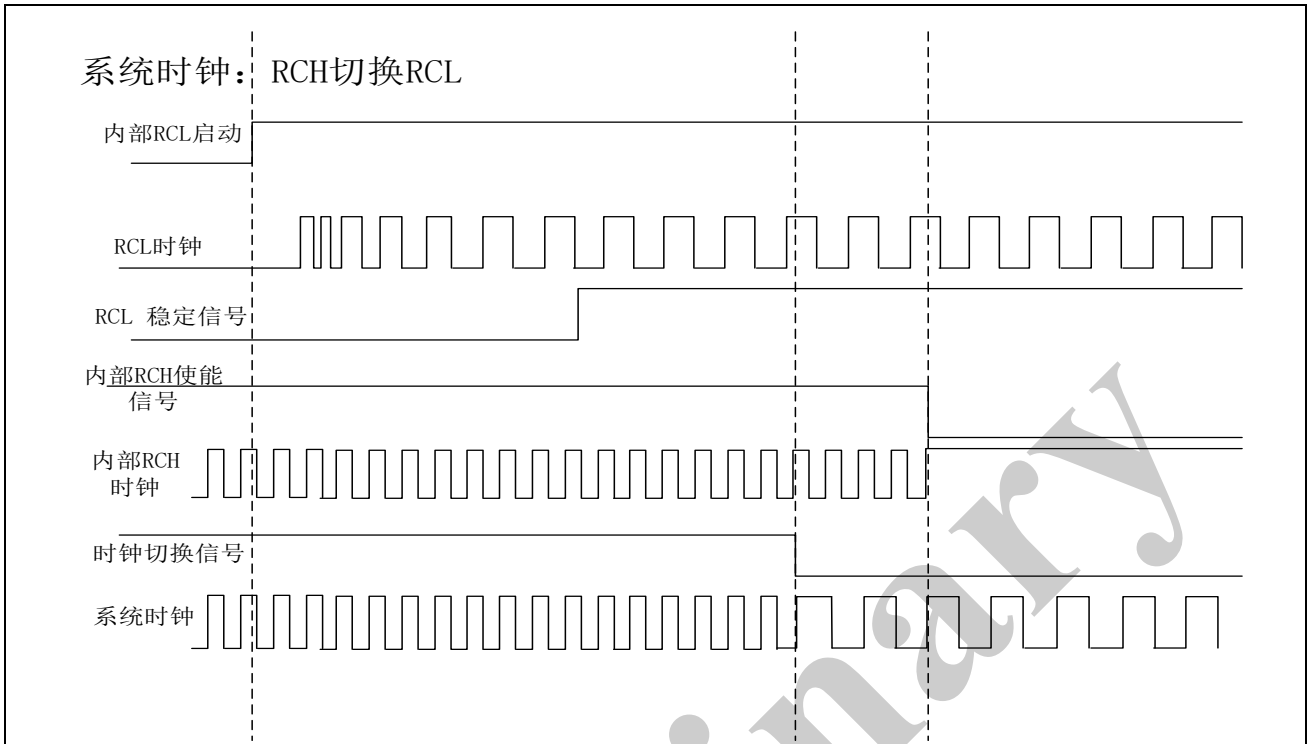 系统时钟：RCH切换RCL
内部RCL启动
RCL时钟
RCL 稳定信号
内部RCH使能
信号
内部RCH
时钟
时钟切换信号
系统时钟
inary